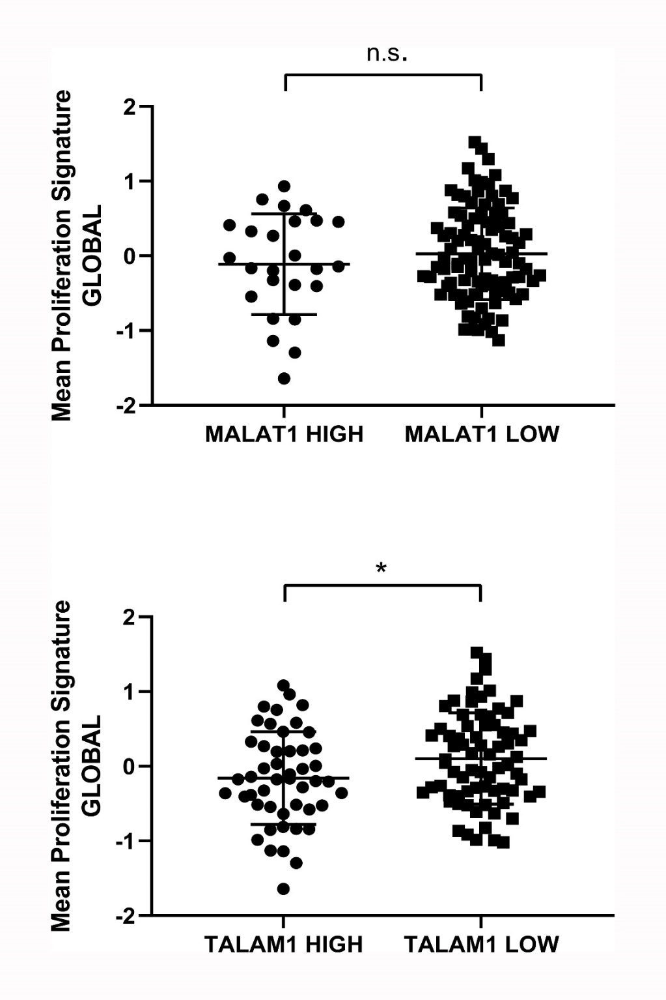 n.s.
Mean Proliferation Signature
GLOBAL
2
1
0
-1
-2
MALAT1 HIGH
MALAT1 LOW
*
Mean Proliferation Signature
GLOBAL
2
1
0
-1
-2
TALAM1 HIGH
TALAM1 LOW